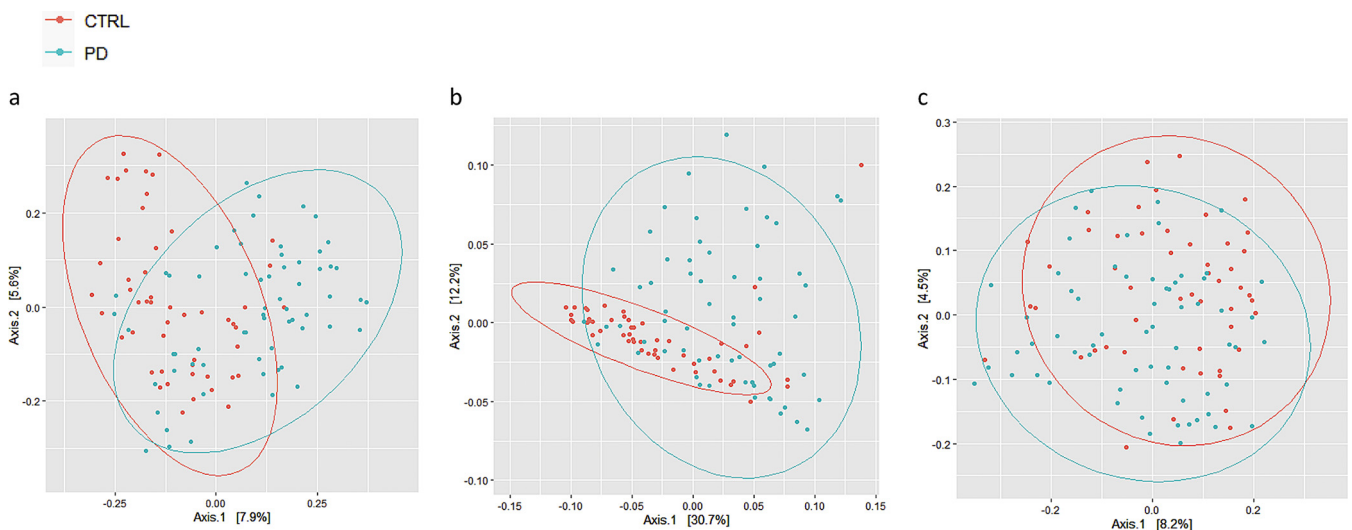 CTRL
PD
a
b
c
0.2
0.0
-0.2
Axis.2 [5.6%]
-0.25
0.00
0.25
Axis.1 [7.9%]
0.10
0.05
0.00
-0.05
-0.10
Axis.2 [12.2%]
-0.15
-0.10
-0.05
0.00
0.05
0.10
0.15
Axis.1 [30.7%]
0.3
0.2
0.1
0.0
-0.1
-0.2
Axis.2 [4.5%]
-0.2
0.0
0.2
Axis.1 [8.2%]